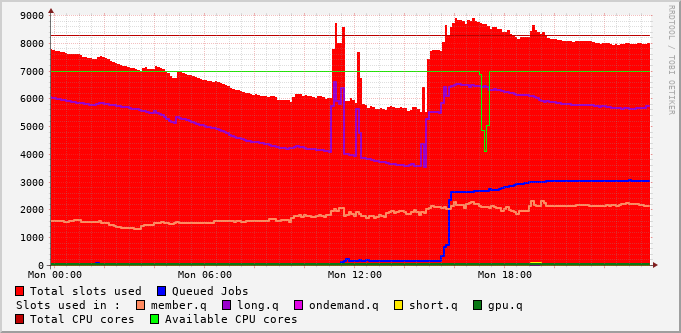 9000
8000
7000
6000
5000
4000
3000
2000
1000
0
Mon 00:00 Mon 06:00 Mon 12:00 Mon 18:00
Total slots used Queued Jobs
Slots used in : member.q long.q ondemand.q short.q gpu.q
Total CPU cores Available CPU cores
RRDTOOL / TOBI OETIKER